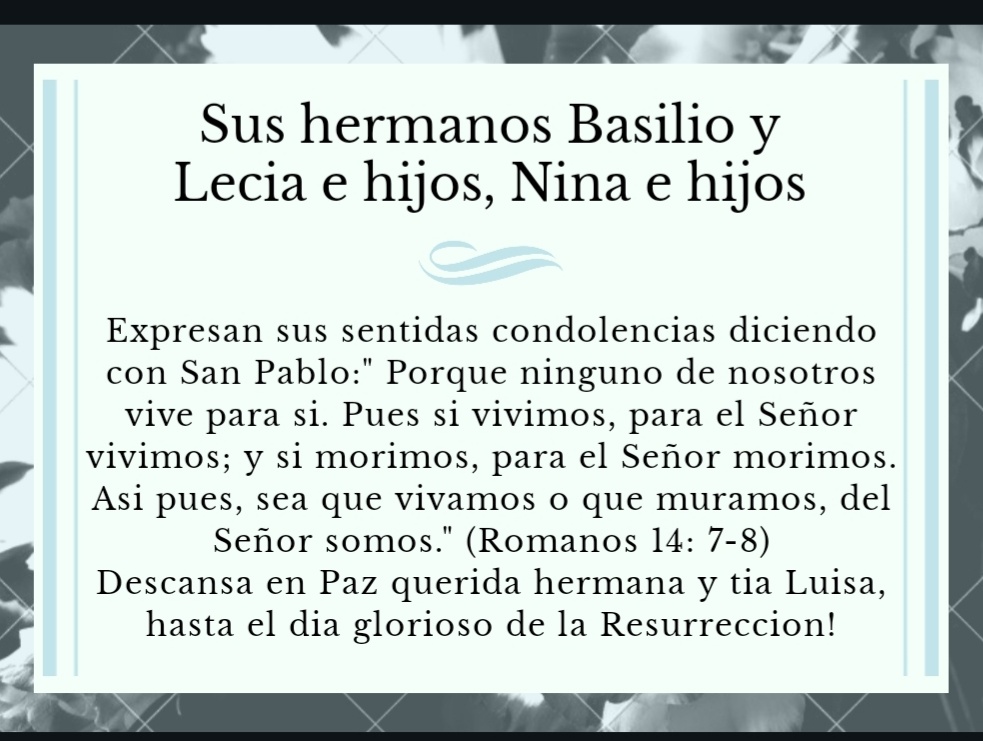 Sus hermanos Basilio y
Lecia e hijos, Nina e hijos
Expresan sus sentidas condolencias diciendo
con San Pablo:" Porque ninguno de nosotros
vive para si. Pues si vivimos, para el Señor
vivimos; y si morimos, para el Señor morimos.
Asi pues, sea que vivamos o que muramos, del
Señor somos." (Romanos 14: 7-8)
Descansa en Paz querida hermana y tia Luisa,
hasta el dia glorioso de la Resurreccion!